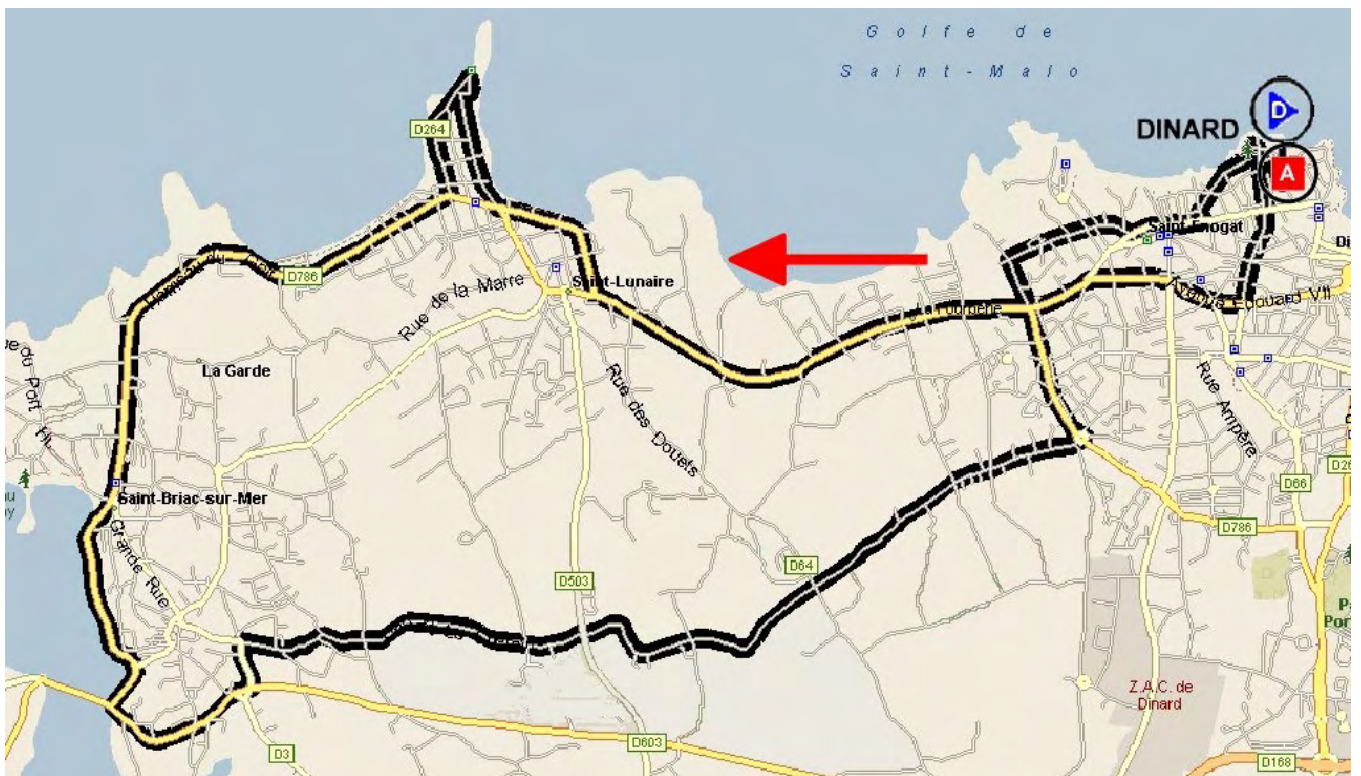 Golfe de
Saint-Malo
D
DINARD
A
D264
Saint-Enogat
D786
Saint-Lunaire
Rue de la Marre
Avenue Edouard VII
La Garde
Rue des Douets
Rue Ampère
D66
Saint-Briac-sur-Mer
Grande Rue
D786
D64
D503
Z.A.C. de
Dinard
D603
D3
D168